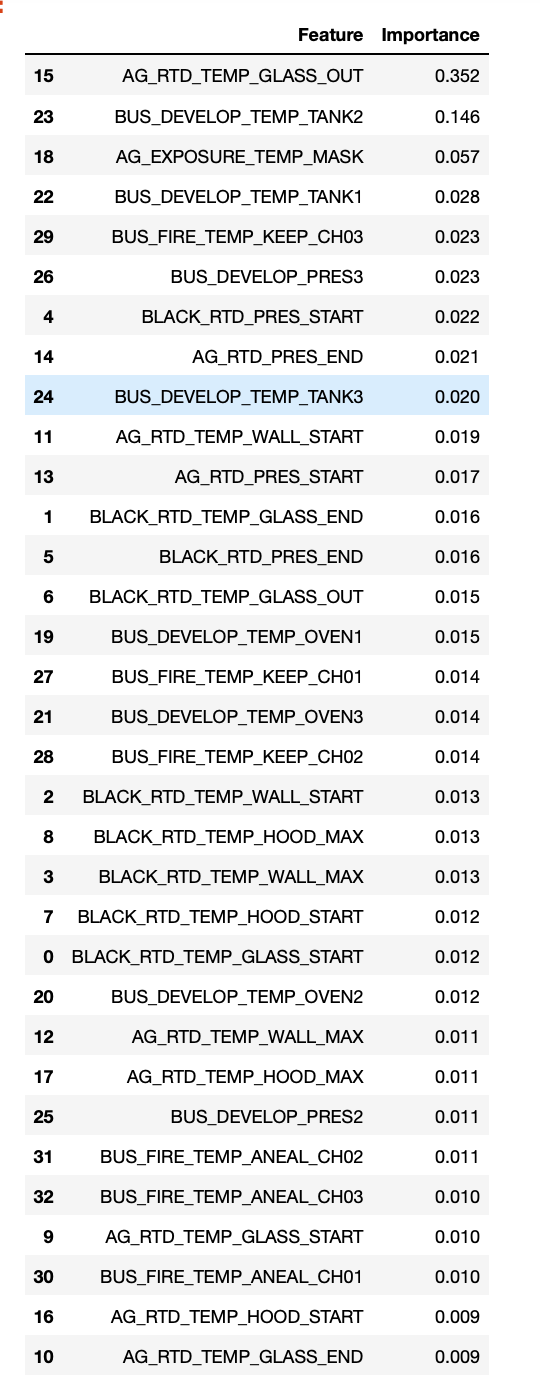 Feature Importance
15 AG_RTD_TEMP_GLASS_OUT 0.352
23 BUS_DEVELOP_TEMP_TANK2 0.146
18 AG_EXPOSURE_TEMP_MASK 0.057
22 BUS_DEVELOP_TEMP_TANK1 0.028
29 BUS_FIRE_TEMP_KEEP_CH03 0.023
26 BUS_DEVELOP_PRES3 0.023
4 BLACK_RTD_PRES_START 0.022
14 AG_RTD_PRES_END 0.021
24 BUS_DEVELOP_TEMP_TANK3 0.020
11 AG_RTD_TEMP_WALL_START 0.019
13 AG_RTD_PRES_START 0.017
1 BLACK_RTD_TEMP_GLASS_END 0.016
5 BLACK_RTD_PRES_END 0.016
6 BLACK_RTD_TEMP_GLASS_OUT 0.015
19 BUS_DEVELOP_TEMP_OVEN1 0.015
27 BUS_FIRE_TEMP_KEEP_CH01 0.014
21 BUS_DEVELOP_TEMP_OVEN3 0.014
28 BUS_FIRE_TEMP_KEEP_CH02 0.014
2 BLACK_RTD_TEMP_WALL_START 0.013
8 BLACK_RTD_TEMP_HOOD_MAX 0.013
3 BLACK_RTD_TEMP_WALL_MAX 0.013
7 BLACK_RTD_TEMP_HOOD_START 0.012
0 BLACK_RTD_TEMP_GLASS_START 0.012
20 BUS_DEVELOP_TEMP_OVEN2 0.012
12 AG_RTD_TEMP_WALL_MAX 0.011
17 AG_RTD_TEMP_HOOD_MAX 0.011
25 BUS_DEVELOP_PRES2 0.011
31 BUS_FIRE_TEMP_ANEAL_CH02 0.011
32 BUS_FIRE_TEMP_ANEAL_CH03 0.010
9 AG_RTD_TEMP_GLASS_START 0.010
30 BUS_FIRE_TEMP_ANEAL_CH01 0.010
16 AG_RTD_TEMP_HOOD_START 0.009
10 AG_RTD_TEMP_GLASS_END 0.009